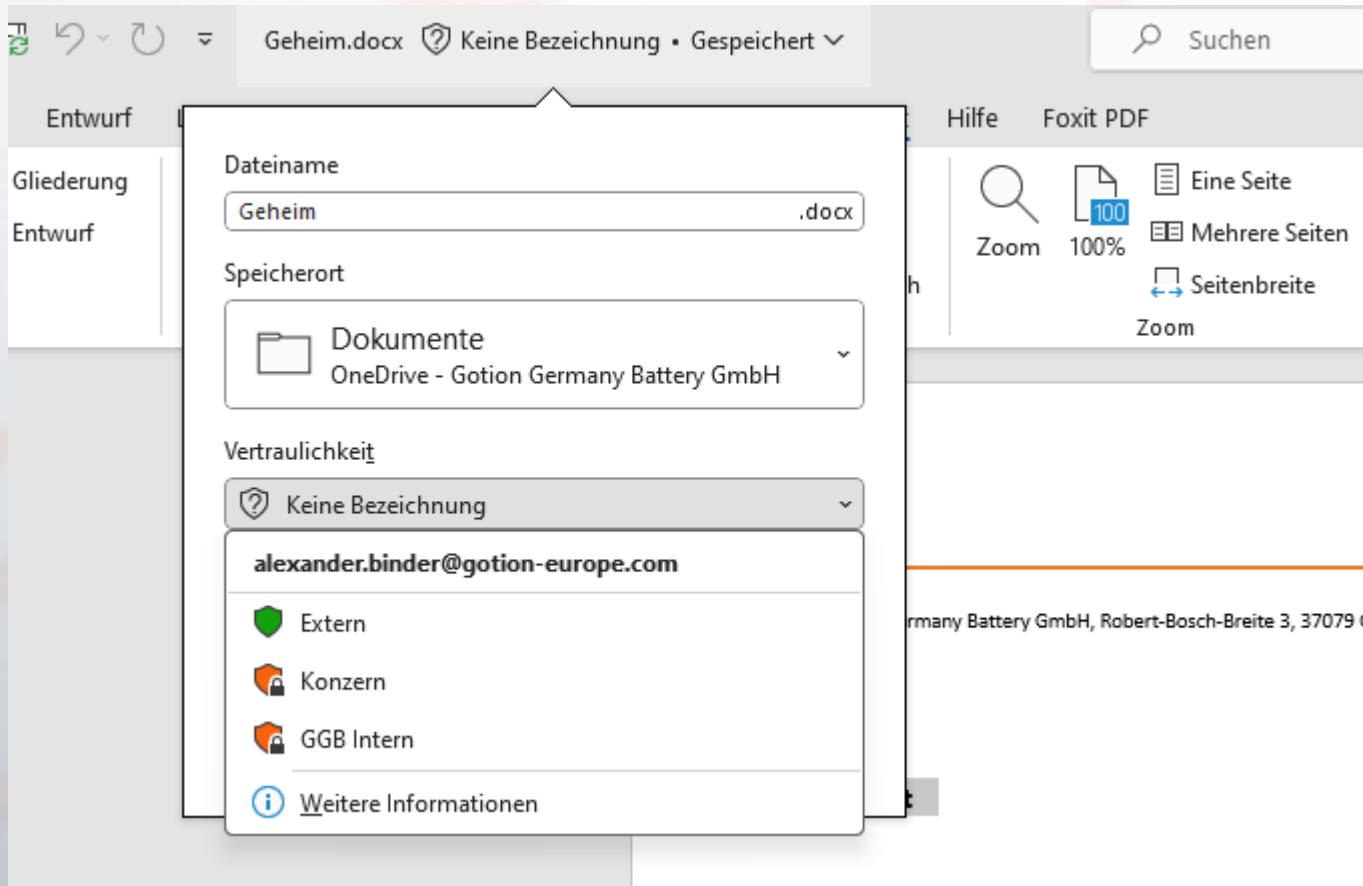 Geheim.docx Keine Bezeichnung • Gespeichert
Suchen
Entwurf
Hilfe
Foxit PDF
Gliederung
Entwurf
Dateiname
Geheim .docx
Speicherort
Dokumente
OneDrive - Gotion Germany Battery GmbH
Vertraulichkeit
Keine Bezeichnung
alexander.binder@gotion-europe.com
Extern
Konzern
GGB Intern
Weitere Informationen
Zoom
100
100%
Eine Seite
Mehrere Seiten
Seitenbreite
Zoom
Battery GmbH, Robert-Bosch-Breite 3, 37079